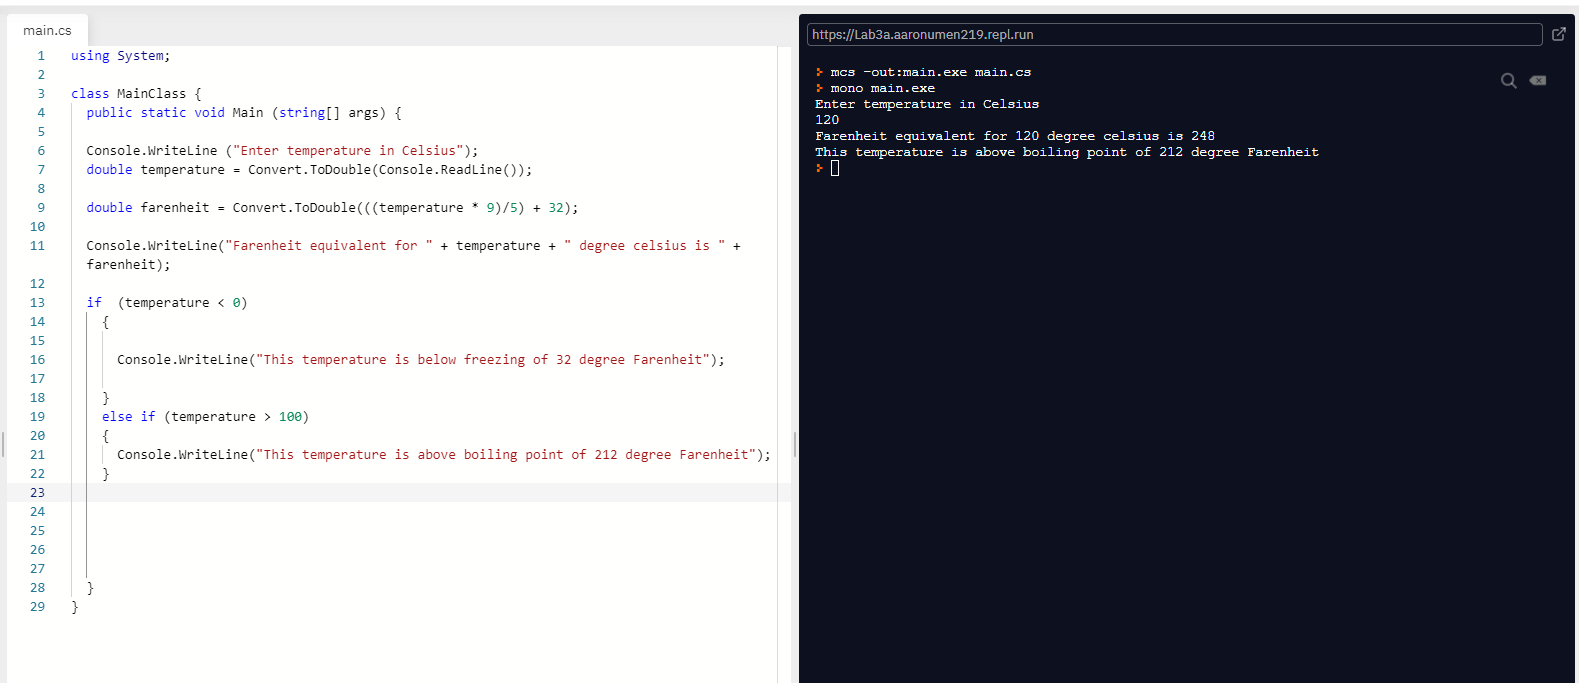 main.cs
1 using System;
2
3 class MainClass {
4 public static void Main (string[] args) {
5
6 Console.WriteLine ("Enter temperature in Celsius");
7 double temperature = Convert.ToDouble(Console.ReadLine());
8
9 double farenheit = Convert.ToDouble(((temperature * 9)/5) + 32);
10
11 Console.WriteLine("Farenheit equivalent for " + temperature + " degree celsius is " +
farenheit);
12
13 if  (temperature < 0)
14 {
15
16 Console.WriteLine("This temperature is below freezing of 32 degree Farenheit");
17
18 }
19 else if (temperature > 100)
20 {
21 Console.WriteLine("This temperature is above boiling point of 212 degree Farenheit");
22 }
23
24
25
26
27
28 }
29 }
https://Lab3a.aaronumen219.repl.run
> mcs -out:main.exe main.cs
> mono main.exe
Enter temperature in Celsius
120
Farenheit equivalent for 120 degree celsius is 248
This temperature is above boiling point of 212 degree Farenheit
>